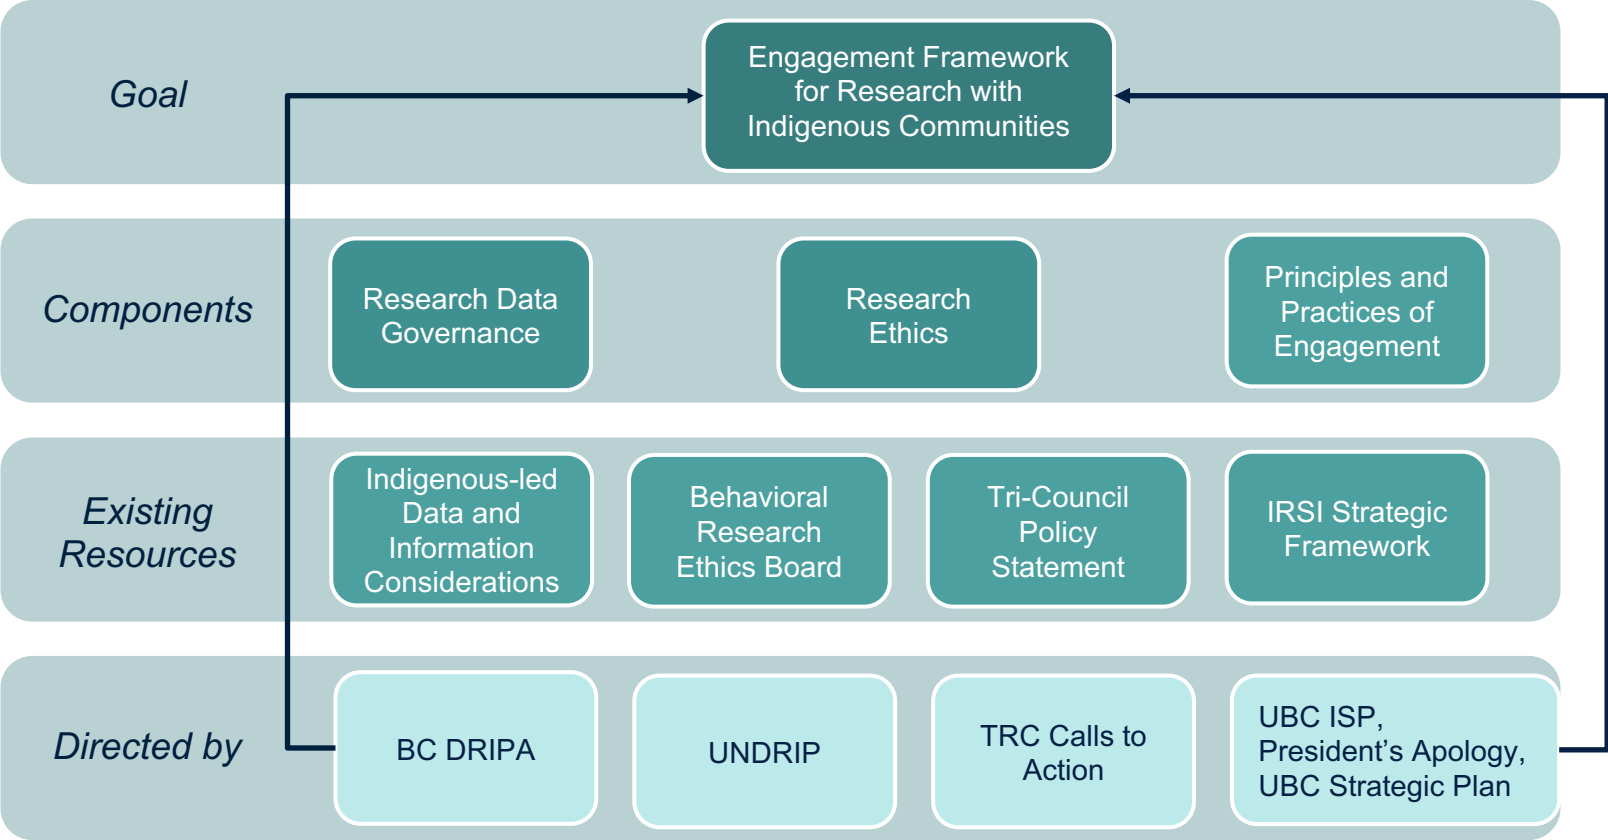 Goal
Engagement Framework
for Research with
Indigenous Communities
Components
Research Data
Governance
Research
Ethics
Principles and
Practices of
Engagement
Existing
Resources
Indigenous-led
Data and
Information
Considerations
Behavioral
Research
Ethics Board
Tri-Council
Policy
Statement
IRSI Strategic
Framework
Directed by
BC DRIPA
UNDRIP
TRC Calls to
Action
UBC ISP,
President’s Apology,
UBC Strategic Plan